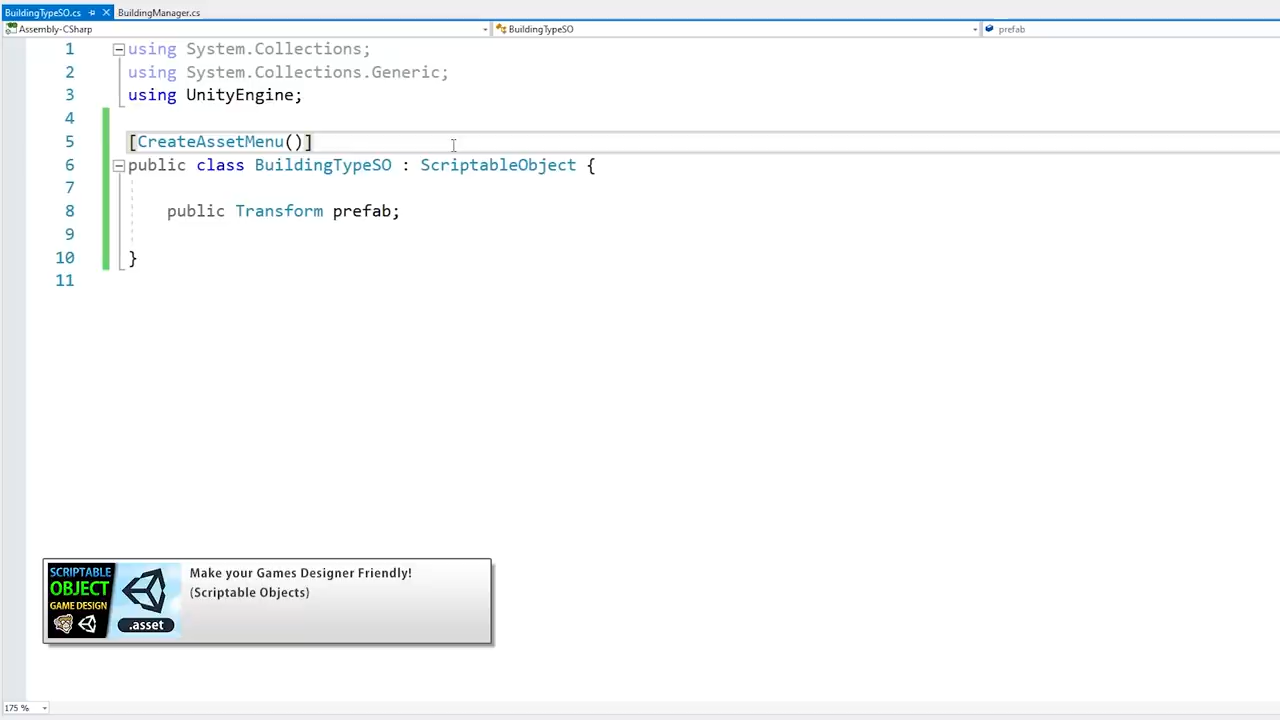 BuildingTypeSO.cs BuildingManager.cs
Assembly-CSharp BuildingTypeSO prefab
1 using System.Collections;
2 using System.Collections.Generic;
3 using UnityEngine;
4
5 [CreateAssetMenu()]
6 public class BuildingTypeSO : ScriptableObject {
7
8 public Transform prefab;
9
10 }
11
SCRIPTABLE
OBJECT
GAME DESIGN
.asset
Make your Games Designer Friendly!
(Scriptable Objects)
175 %